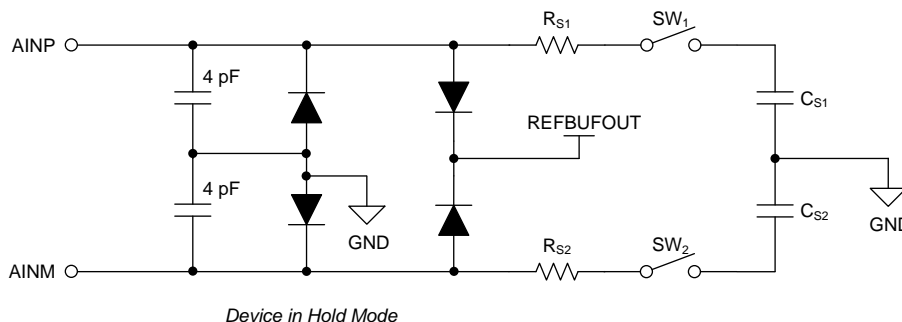 AINP
4 pF
4 pF
AINM
GND
REFBUFOUT
RS1
SW1
CS1
GND
CS2
RS2
SW2
Device in Hold Mode